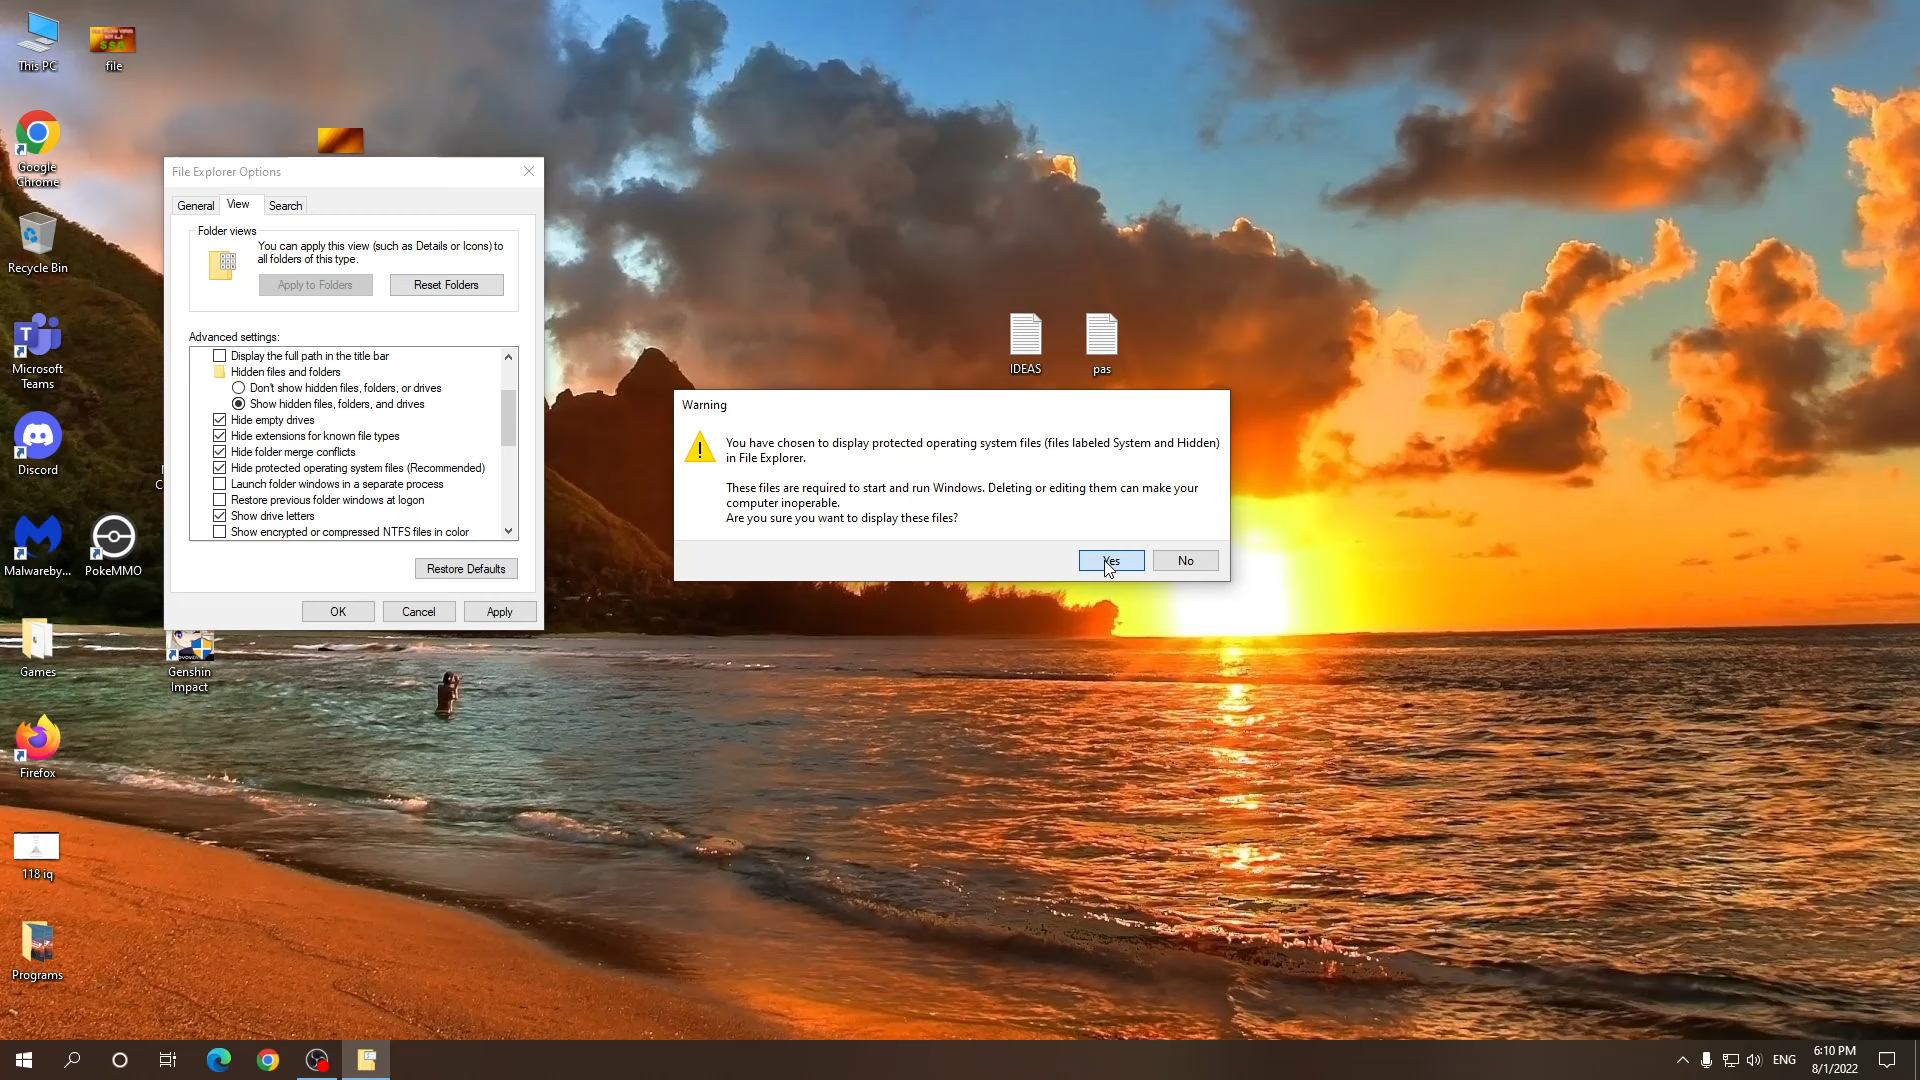 This PC
file
Google
Chrome
Recycle Bin
Microsoft
Teams
Discord
Malwareby...
PokeMMO
Games
Genshin
Impact
Firefox
118 iq
Programs
IDEAS
pas
File Explorer Options
General
View
Search
Folder views
You can apply this view (such as Details or Icons) to
all folders of this type.
Apply to Folders
Reset Folders
Advanced settings:
Display the full path in the title bar
Hidden files and folders
Don't show hidden files, folders, or drives
Show hidden files, folders, and drives
Hide empty drives
Hide extensions for known file types
Hide folder merge conflicts
Hide protected operating system files (Recommended)
Launch folder windows in a separate process
Restore previous folder windows at logon
Show drive letters
Show encrypted or compressed NTFS files in color
Restore Defaults
OK
Cancel
Apply
Warning
You have chosen to display protected operating system files (files labeled System and Hidden)
in File Explorer.
These files are required to start and run Windows. Deleting or editing them can make your
computer inoperable.
Are you sure you want to display these files?
Yes
No
ENG
6:10 PM
8/1/2022